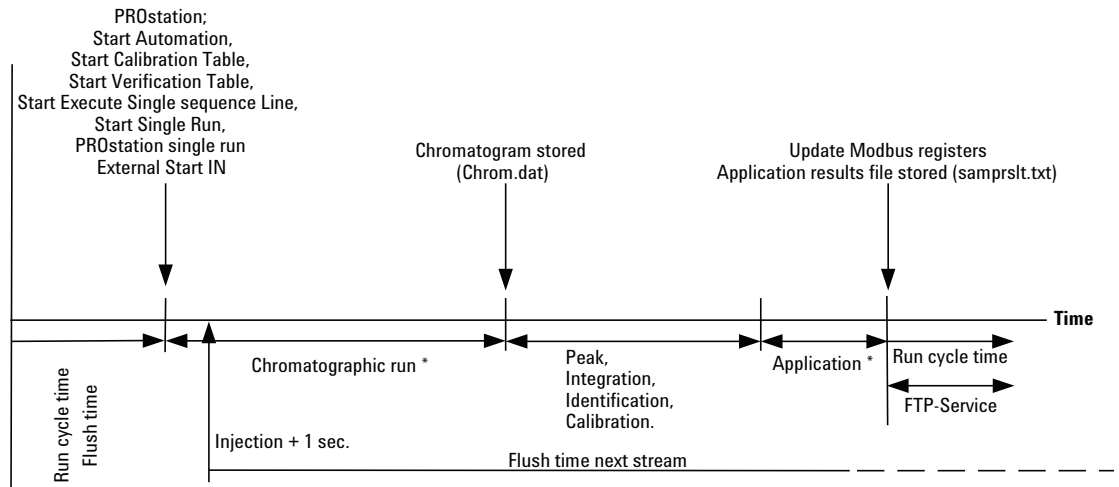 PROstation;
Start Automation,
Start Calibration Table,
Start Verification Table,
Start Execute Single sequence Line,
Start Single Run,
PROstation single run
External Start IN
Chromatogram stored
(Chrom.dat)
Update Modbus registers
Application results file stored (samprslt.txt)
Time
Run cycle time
Flush time
Chromatographic run *
Peak,
Integration,
Identification,
Calibration.
Application *
Run cycle time
FTP-Service
Injection + 1 sec.
Flush time next stream